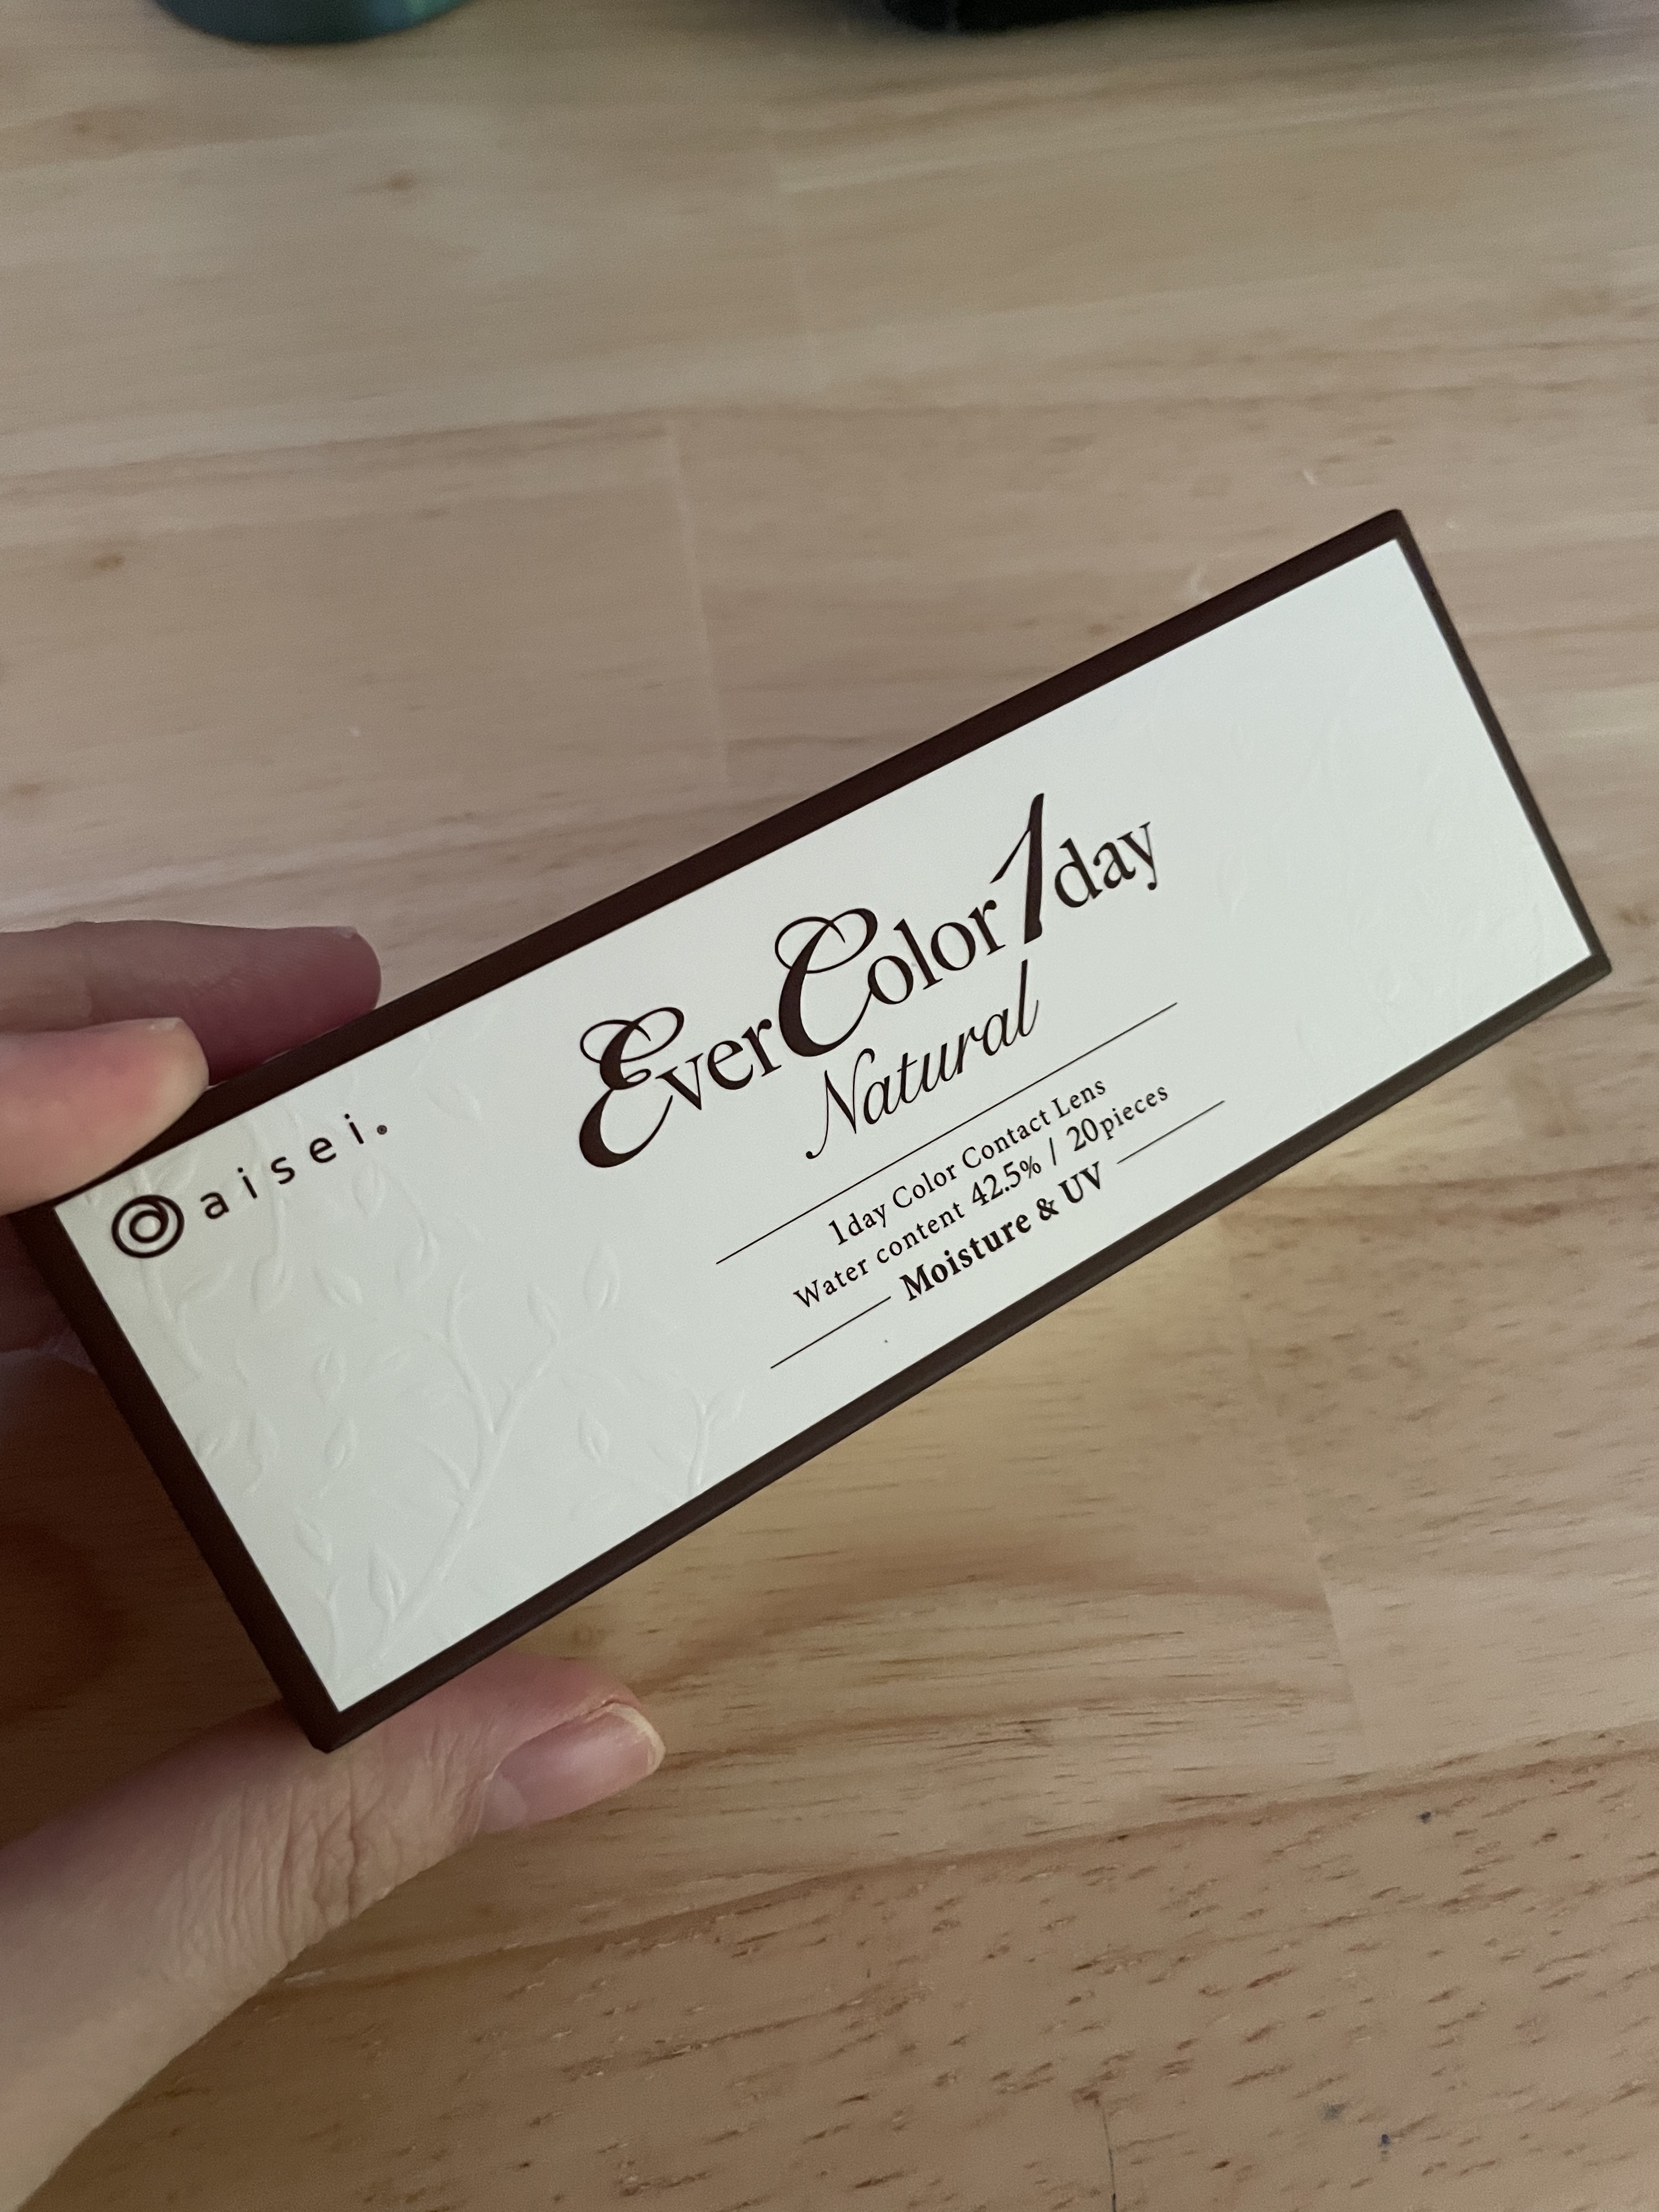 aisei.
EverColor1day
Natural
1day Color Contact Lens
Water content 42.5% / 20pieces
Moisture & UV